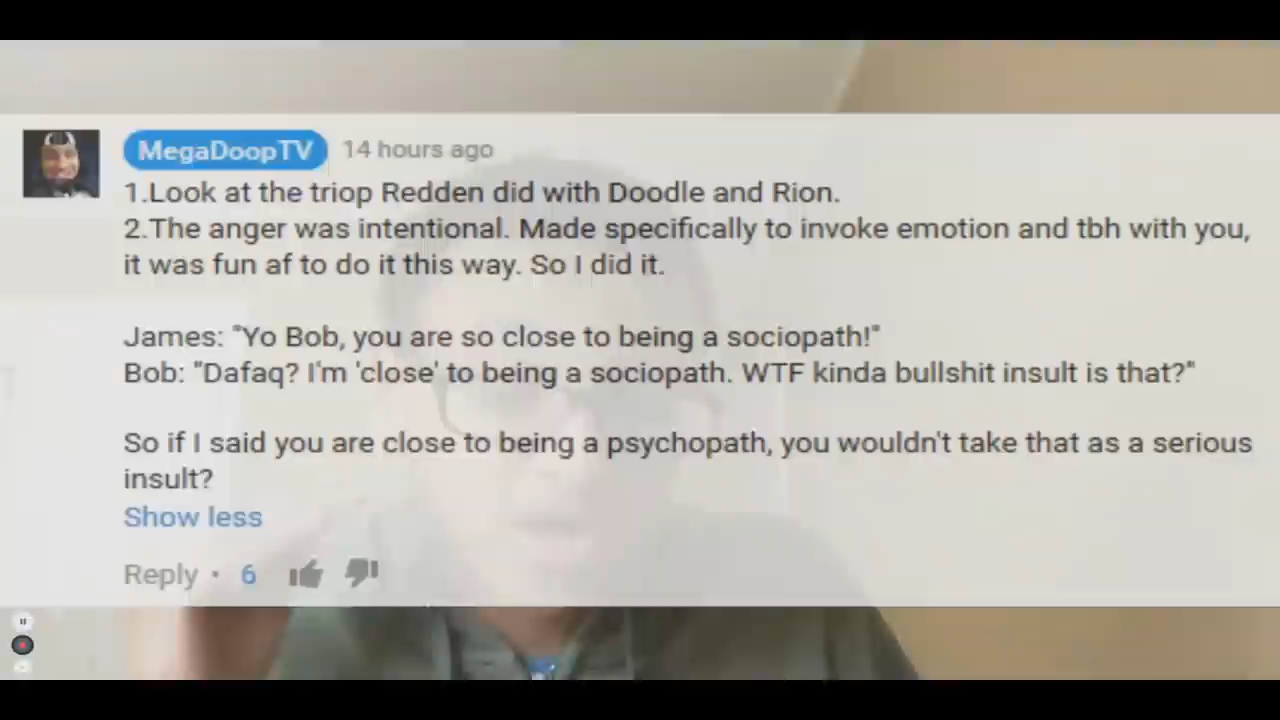 MegaDoopTV 14 hours ago
1.Look at the triop Redden did with Doodle and Rion.
2.The anger was intentional. Made specifically to invoke emotion and tbh with you,
it was fun af to do it this way. So I did it.
James: "Yo Bob, you are so close to being a sociopath!"
Bob: "Dafaq? I'm 'close' to being a sociopath. WTF kinda bullshit insult is that?"
So if I said you are close to being a psychopath, you wouldn't take that as a serious
insult?
Show less
Reply · 6